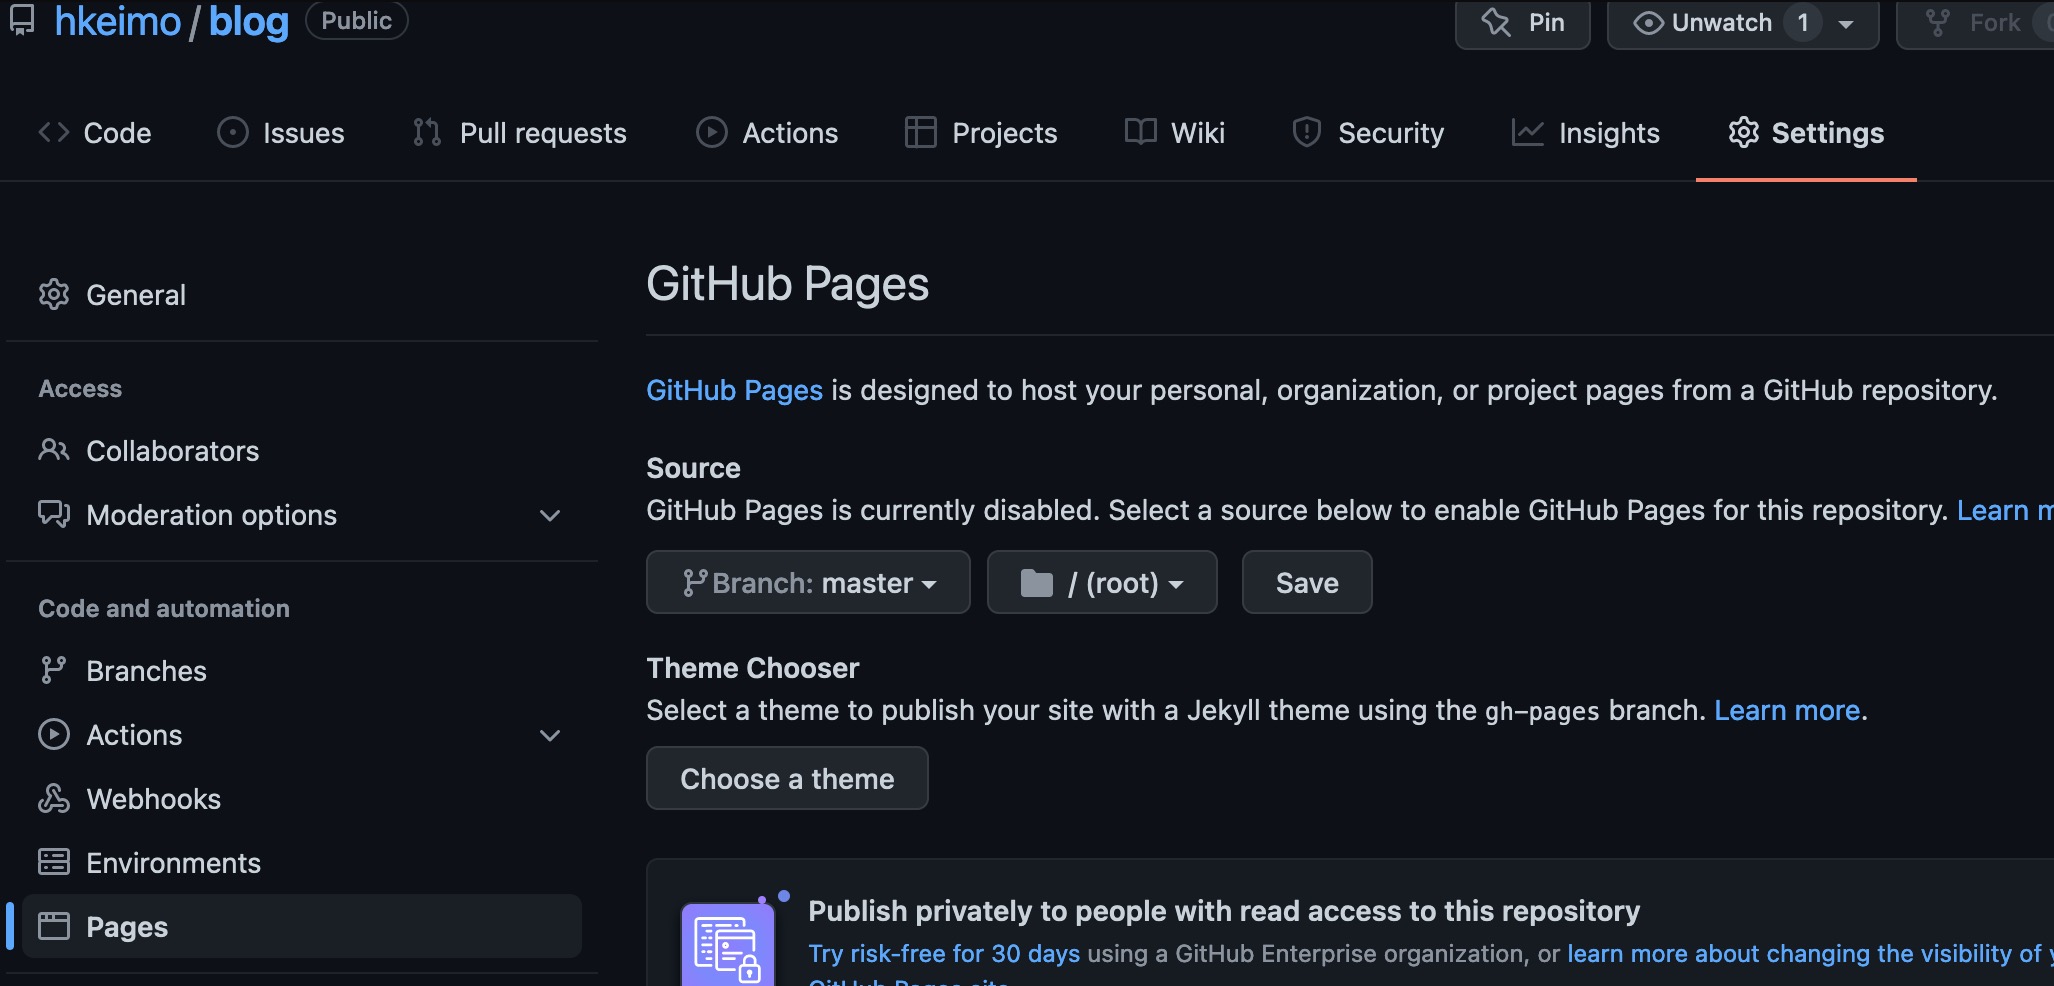 hkeimo / blog Public
Pin
Unwatch 1
Fork
Code
Issues
Pull requests
Actions
Projects
Wiki
Security
Insights
Settings
General
Access
Collaborators
Moderation options
Code and automation
Branches
Actions
Webhooks
Environments
Pages
GitHub Pages
GitHub Pages is designed to host your personal, organization, or project pages from a GitHub repository.
Source
GitHub Pages is currently disabled. Select a source below to enable GitHub Pages for this repository. Learn m
Branch: master
/ (root)
Save
Theme Chooser
Select a theme to publish your site with a Jekyll theme using the gh-pages branch. Learn more.
Choose a theme
Publish privately to people with read access to this repository
Try risk-free for 30 days using a GitHub Enterprise organization, or learn more about changing the visibility of y
GitHub Pages site